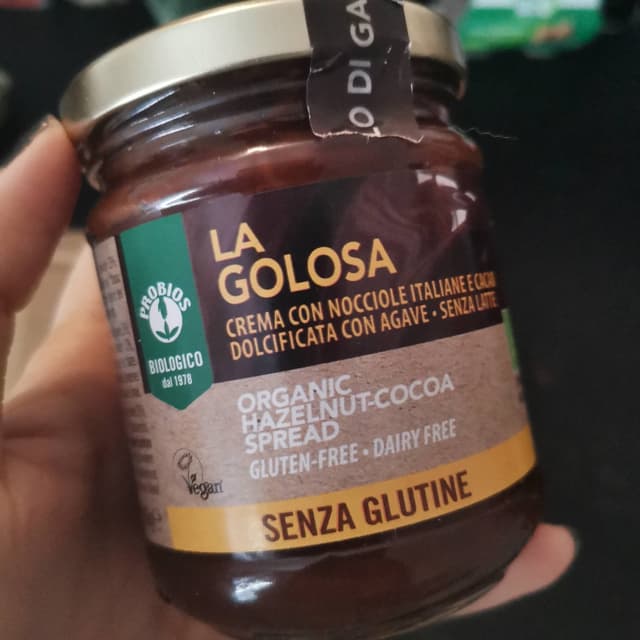 LO DI GA
LA
GOLOSA
CREMA CON NOCCIOLE ITALIANE E CACAO
DOLCIFICATA CON AGAVE • SENZA LATTE
PROBIOS
BIOLOGICO
dal 1978
ORGANIC
HAZELNUT-COCOA
SPREAD
GLUTEN-FREE • DAIRY FREE
Vegan
SENZA GLUTINE